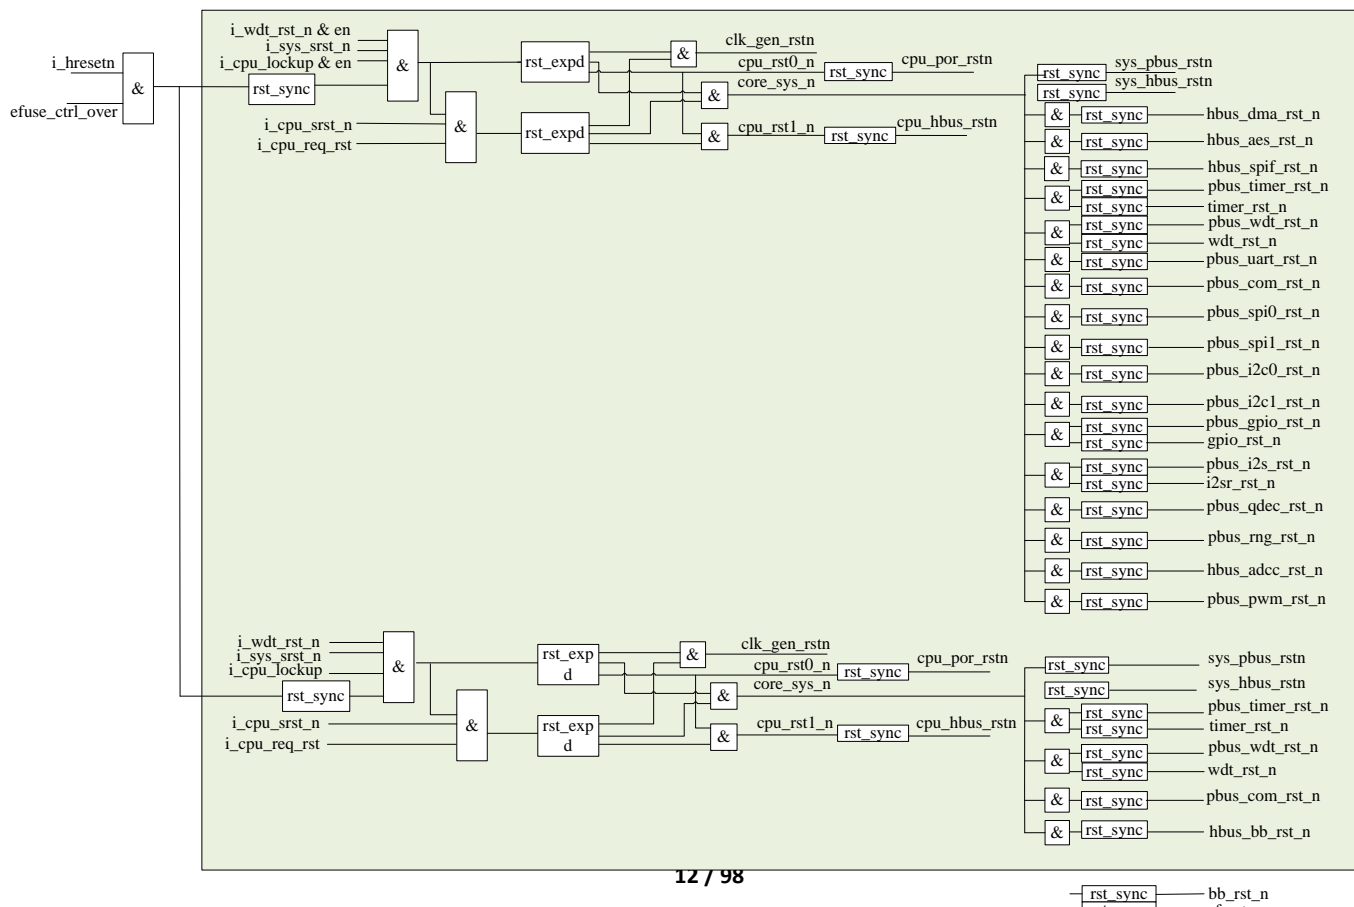 i_hresetn
&
efuse_ctrl_over
i_wdt_rst_n & en
i_sys_srst_n
i_cpu_lockup & en
rst_sync
&
i_cpu_srst_n
i_cpu_req_rst
&
rst_expd
rst_expd
&
clk_gen_rstn
cpu_rst0_n
rst_sync
cpu_por_rstn
&
core_sys_n
&
cpu_rst1_n
rst_sync
cpu_hbus_rstn
rst_sync
sys_pbus_rstn
rst_sync
sys_hbus_rstn
&
rst_sync
hbus_dma_rst_n
&
rst_sync
hbus_aes_rst_n
&
rst_sync
hbus_spif_rst_n
&
rst_sync
pbus_timer_rst_n
rst_sync
timer_rst_n
&
rst_sync
pbus_wdt_rst_n
rst_sync
wdt_rst_n
&
rst_sync
pbus_uart_rst_n
&
rst_sync
pbus_com_rst_n
&
rst_sync
pbus_spi0_rst_n
&
rst_sync
pbus_spi1_rst_n
&
rst_sync
pbus_i2c0_rst_n
&
rst_sync
pbus_i2c1_rst_n
&
rst_sync
pbus_gpio_rst_n
rst_sync
gpio_rst_n
&
rst_sync
pbus_i2s_rst_n
rst_sync
i2sr_rst_n
&
rst_sync
pbus_qdec_rst_n
&
rst_sync
pbus_rng_rst_n
&
rst_sync
hbus_adcc_rst_n
&
rst_sync
pbus_pwm_rst_n
i_wdt_rst_n
i_sys_srst_n
i_cpu_lockup
rst_sync
&
i_cpu_srst_n
i_cpu_req_rst
&
rst_exp
d
rst_exp
d
&
clk_gen_rstn
cpu_rst0_n
rst_sync
cpu_por_rstn
&
core_sys_n
&
cpu_rst1_n
rst_sync
cpu_hbus_rstn
rst_sync
sys_pbus_rstn
rst_sync
sys_hbus_rstn
&
rst_sync
pbus_timer_rst_n
rst_sync
timer_rst_n
&
rst_sync
pbus_wdt_rst_n
rst_sync
wdt_rst_n
&
rst_sync
pbus_com_rst_n
&
rst_sync
hbus_bb_rst_n
12 / 98
rst_sync
bb_rst_n